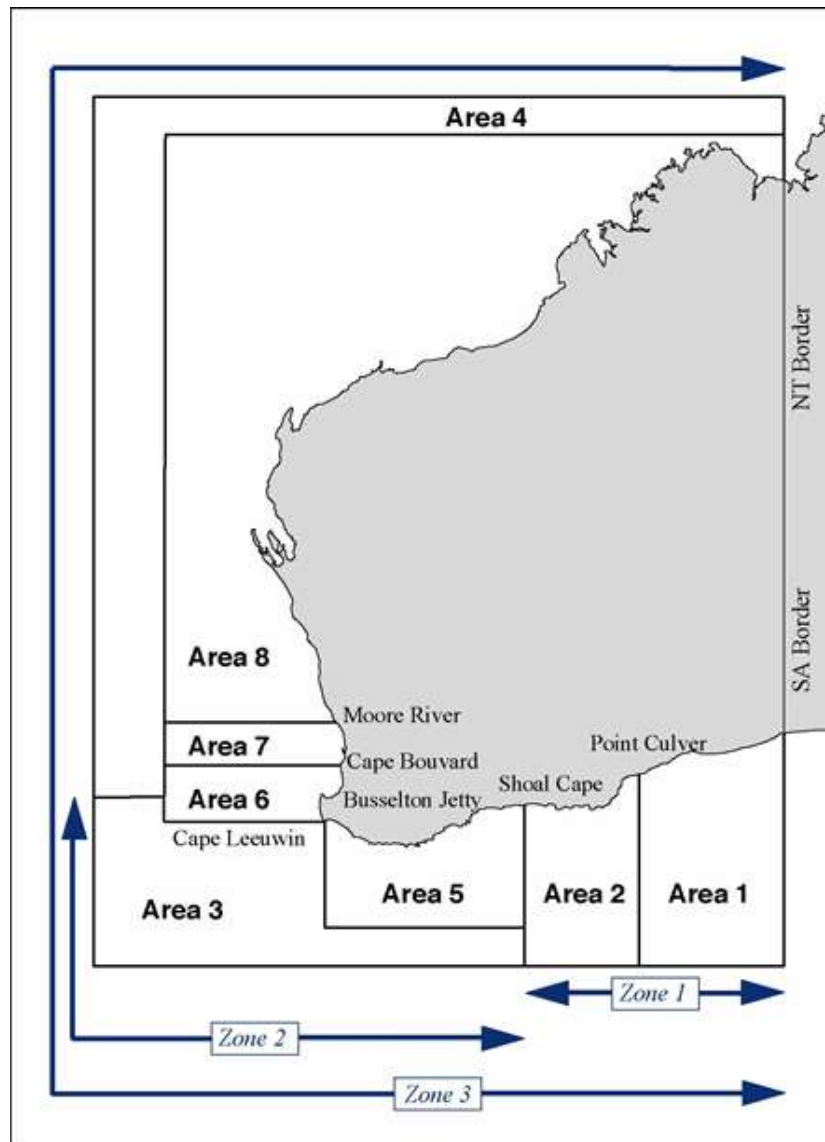 Area 4
NT Border
SA Border
Area 8
Moore River
Area 7
Point Culver
Cape Bouvard
Shoal Cape
Area 6
Busselton Jetty
Cape Leeuwin
Area 3
Area 5
Area 2
Area 1
Zone 1
Zone 2
Zone 3